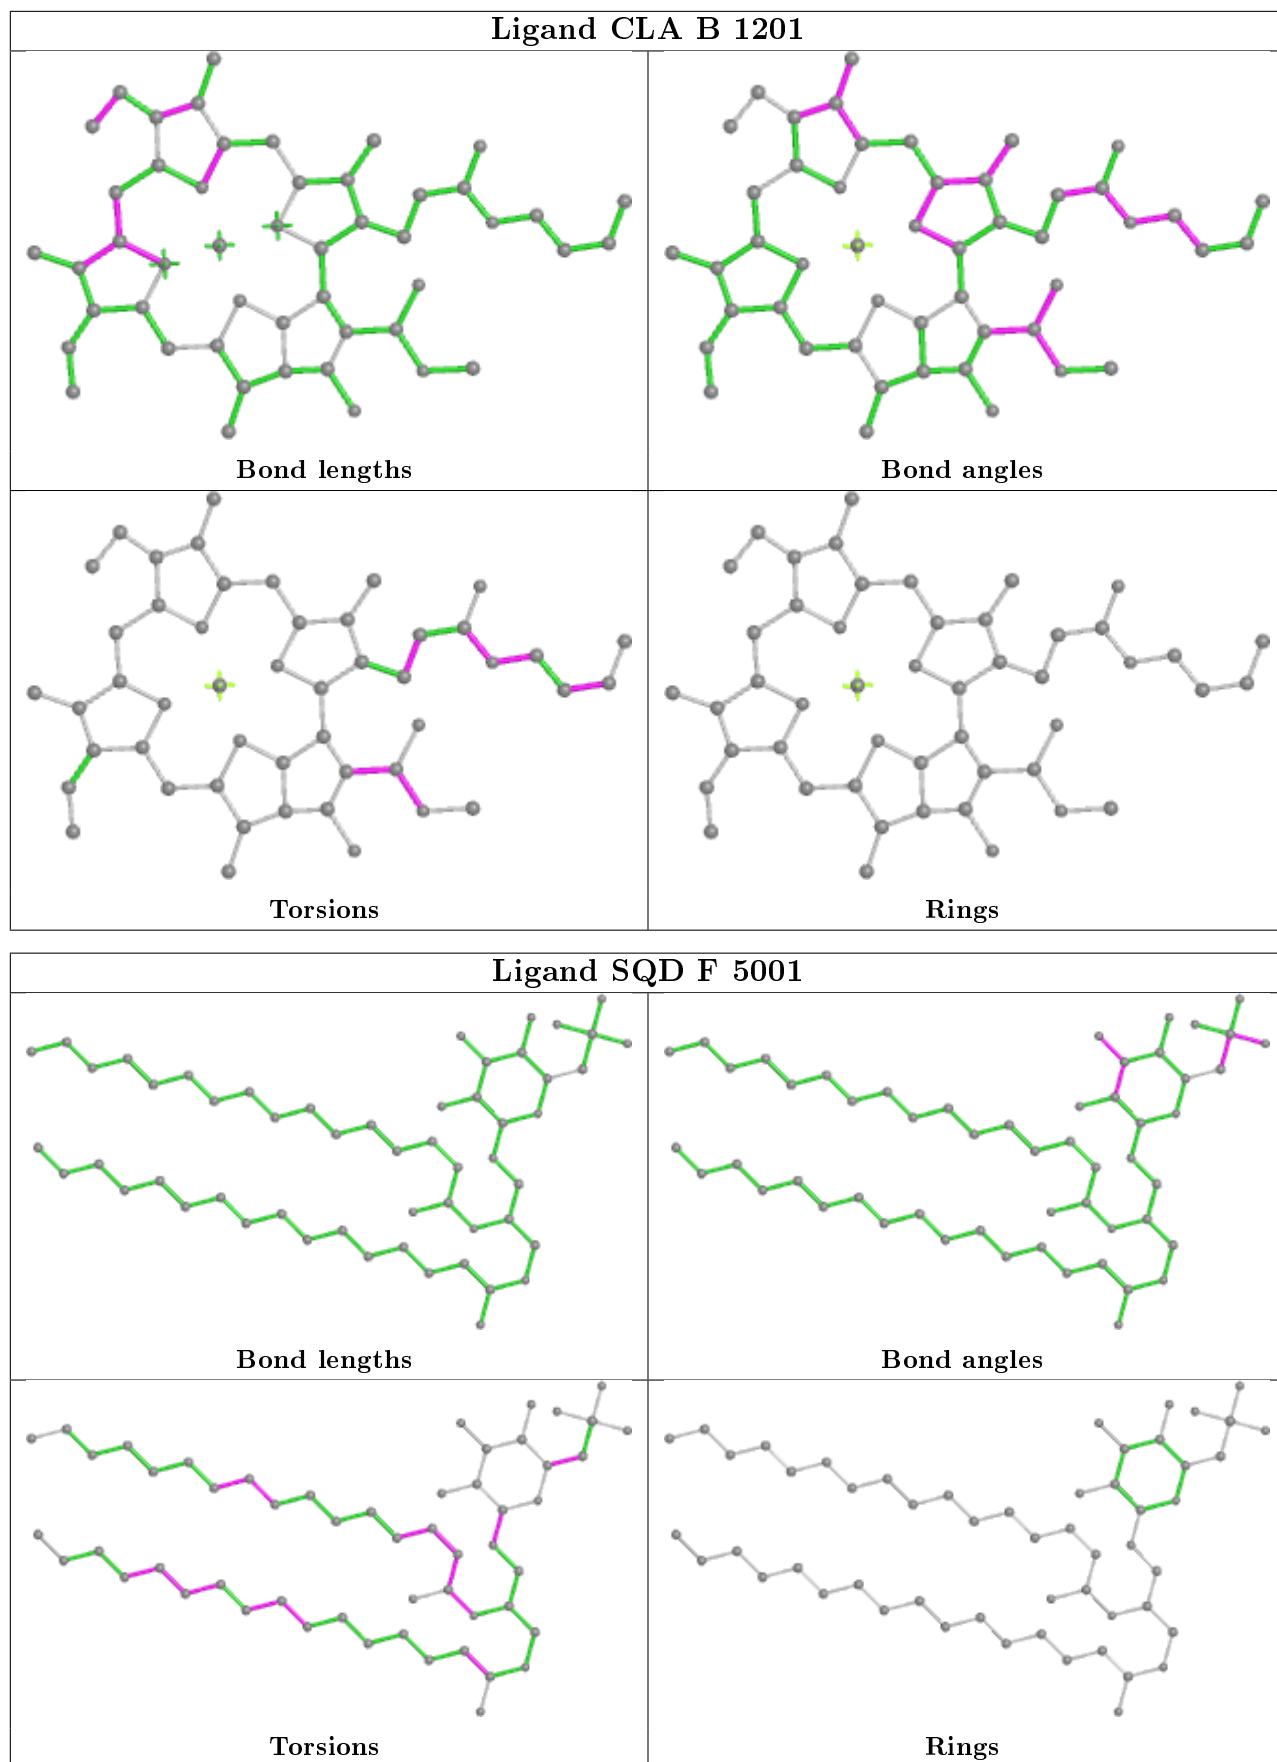 Ligand CLA B 1201
Bond lengths
Bond angles
Torsions
Rings
Ligand SQD F 5001
Bond lengths
Bond angles
Torsions
Rings